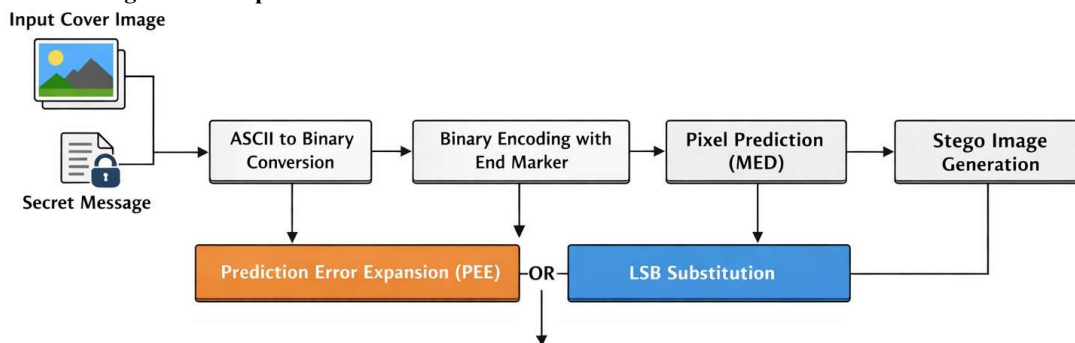 Input Cover Image
Secret Message
ASCII to Binary
Conversion
Binary Encoding with
End Marker
Pixel Prediction
(MED)
Stego Image
Generation
Prediction Error Expansion (PEE)
OR
LSB Substitution